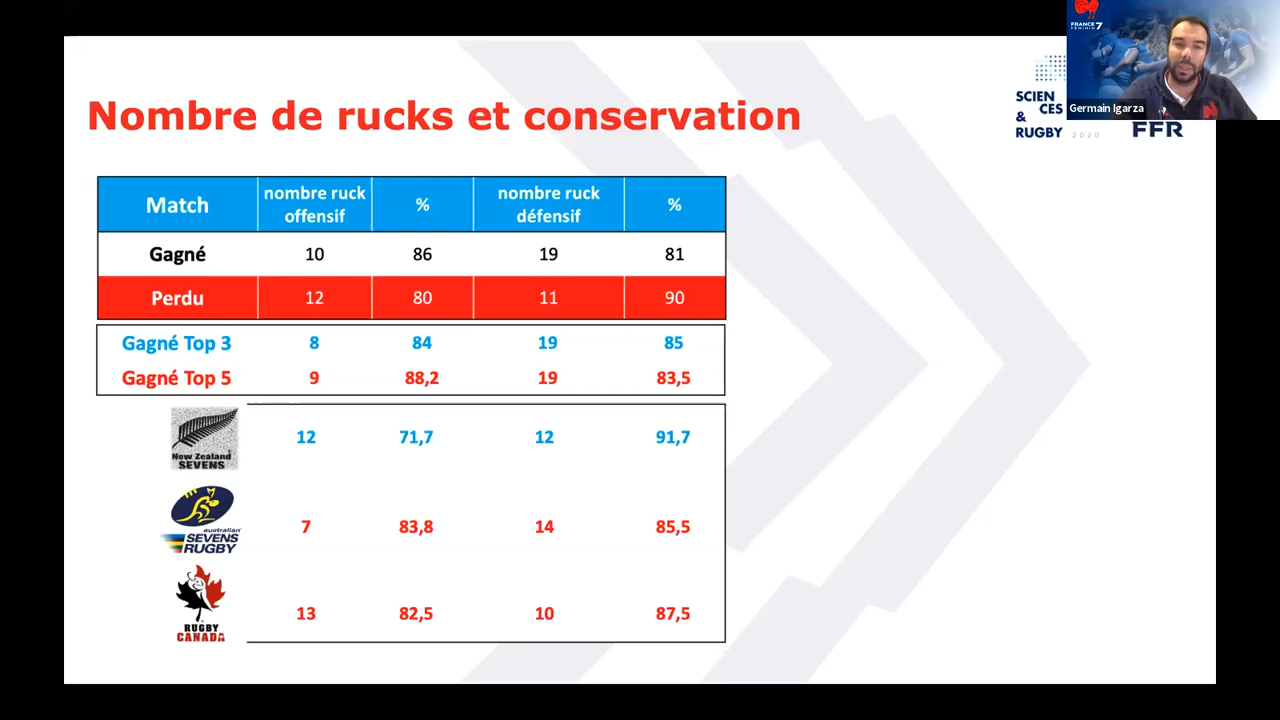 FRANCE 7
FÉMININ
Germain Igarza
SCIEN
CES
&
RUGBY
2020
FFR
Nombre de rucks et conservation
Match
nombre ruck
offensif
%
nombre ruck
défensif
%
Gagné 10 86 19 81
Perdu 12 80 11 90
Gagné Top 3 8 84 19 85
Gagné Top 5 9 88,2 19 83,5
New Zealand
SEVENS
12 71,7 12 91,7
australian
SEVENS
RUGBY
7 83,8 14 85,5
RUGBY
CANADA
13 82,5 10 87,5